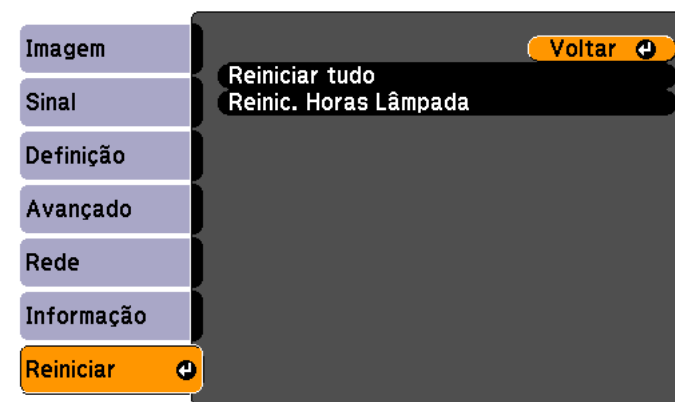 Imagem
Sinal
Definição
Avançado
Rede
Informação
Reiniciar
Voltar
Reiniciar tudo
Reinic. Horas Lâmpada